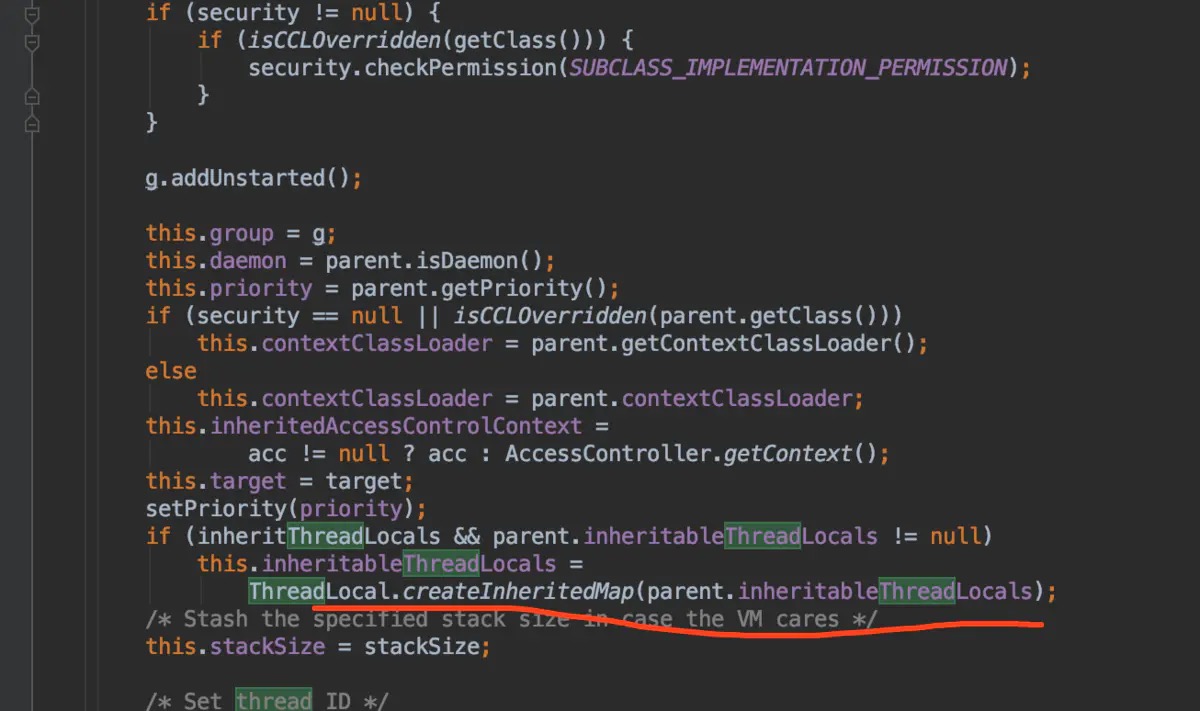 if (security != null) {
if (isCCLOverridden(getClass())) {
security.checkPermission(SUBCLASS_IMPLEMENTATION_PERMISSION);
}
}
g.addUnstarted();
this.group = g;
this.daemon = parent.isDaemon();
this.priority = parent.getPriority();
if (security == null || isCCLOverridden(parent.getClass()))
this.contextClassLoader = parent.getContextClassLoader();
else
this.contextClassLoader = parent.contextClassLoader;
this.inheritedAccessControlContext =
acc != null ? acc : AccessController.getContext();
this.target = target;
setPriority(priority);
if (inheritThreadLocals && parent.inheritableThreadLocals != null)
this.inheritableThreadLocals =
ThreadLocal.createInheritedMap(parent.inheritableThreadLocals);
/* Stash the specified stack size in case the VM cares */
this.stackSize = stackSize;
/* Set thread ID */